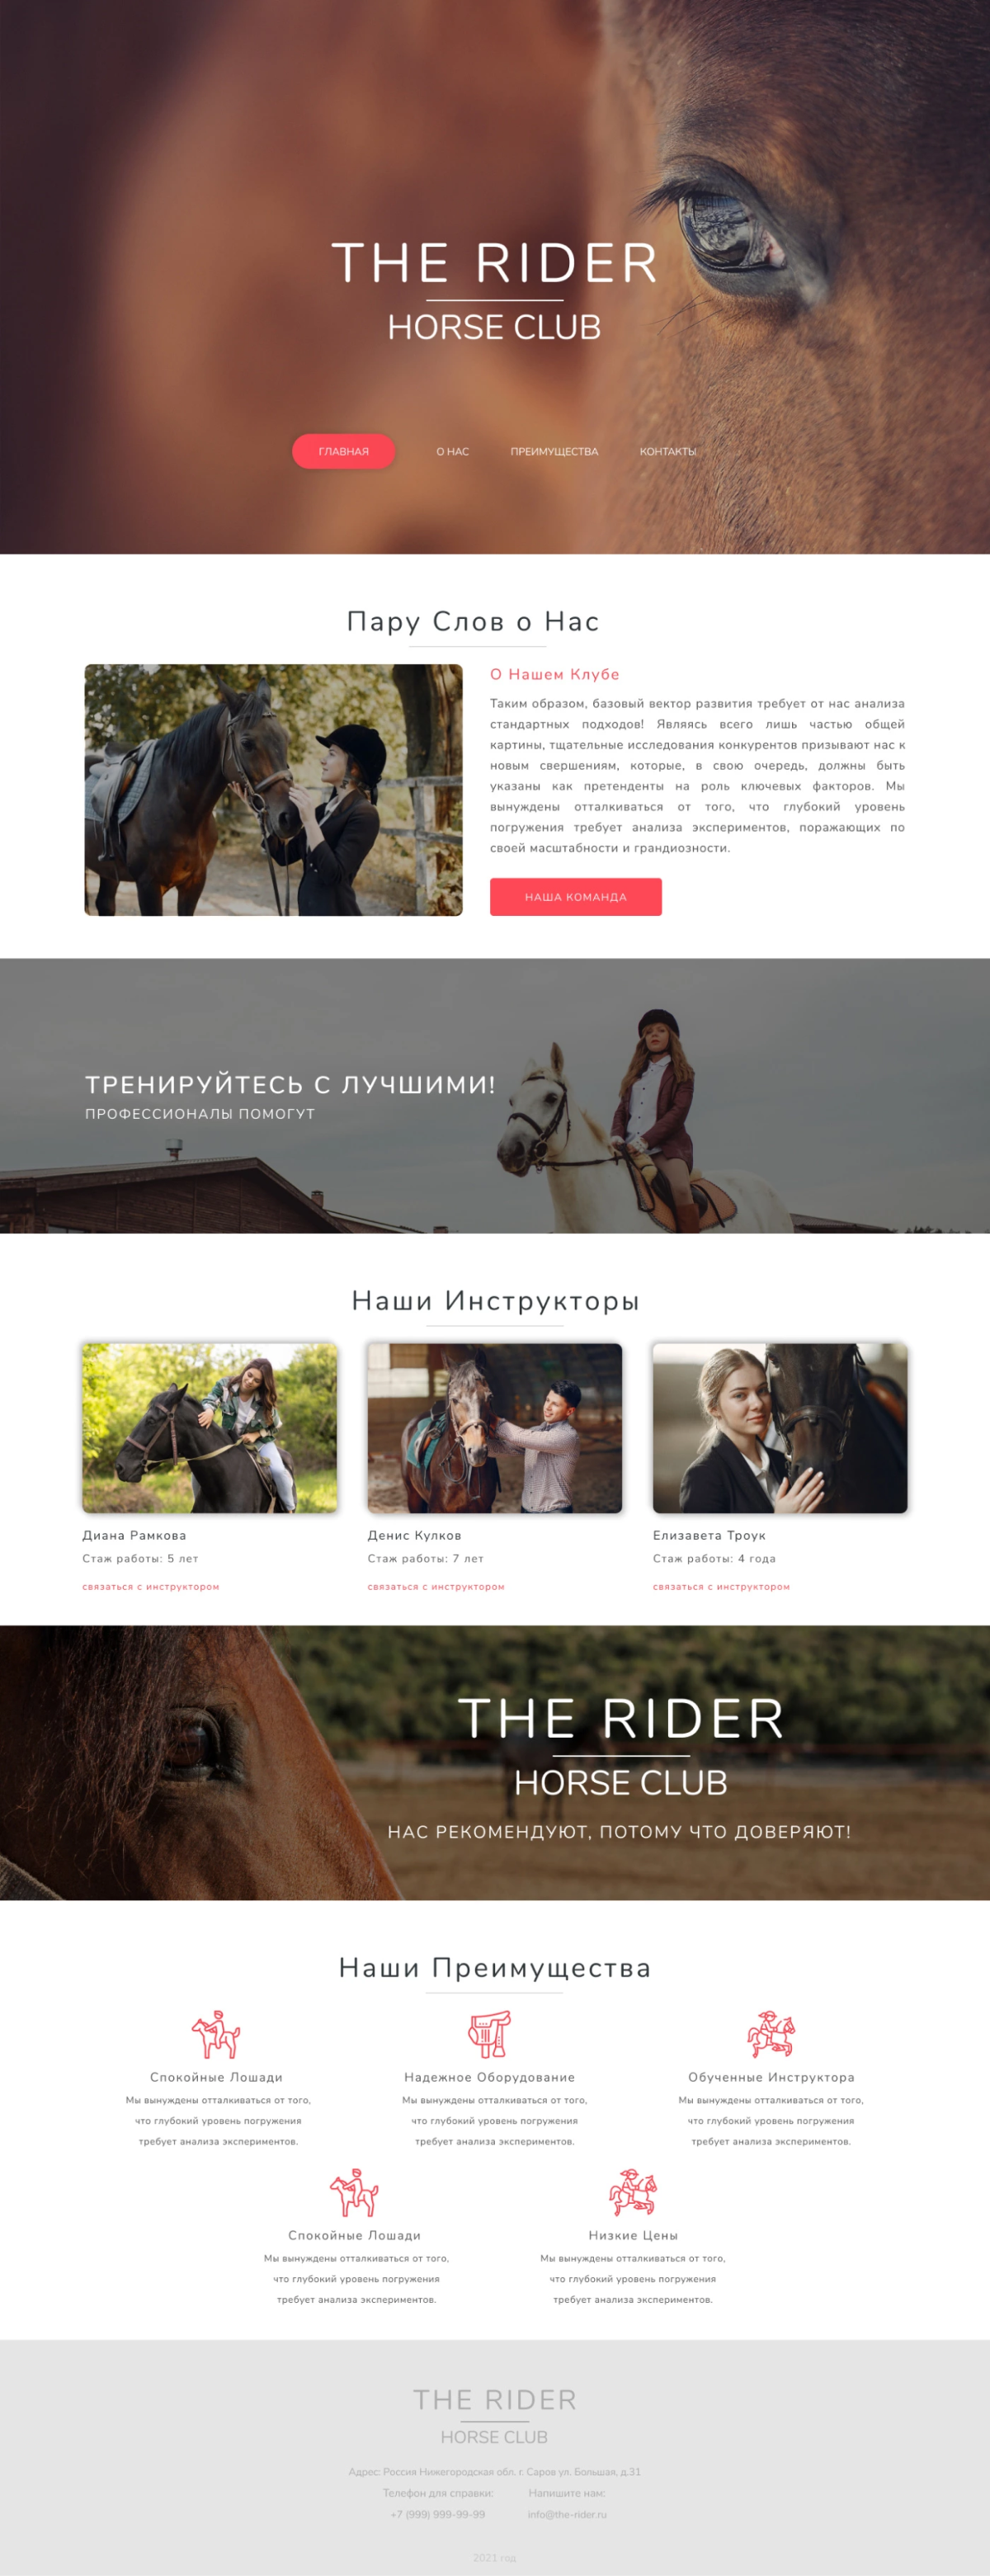 THE RIDER
HORSE CLUB
ГЛАВНАЯ
О НАС
ПРЕИМУЩЕСТВА
КОНТАКТЫ
Пару Слов о Нас
О Нашем Клубе
Таким образом, базовый вектор развития требует от нас анализа
стандартных подходов! Являясь всего лишь частью общей
картины, тщательные исследования конкурентов призывают нас к
новым свершениям, которые, в свою очередь, должны быть
указаны как претенденты на роль ключевых факторов. Мы
вынуждены отталкиваться от того, что глубокий уровень
погружения требует анализа экспериментов, поражающих по
своей масштабности и грандиозности.
НАША КОМАНДА
ТРЕНИРУЙТЕСЬ С ЛУЧШИМИ!
ПРОФЕССИОНАЛЫ ПОМОГУТ
Наши Инструкторы
Диана Рамкова
Стаж работы: 5 лет
связаться с инструктором
Денис Кулков
Стаж работы: 7 лет
связаться с инструктором
Елизавета Троук
Стаж работы: 4 года
связаться с инструктором
THE RIDER
HORSE CLUB
НАС РЕКОМЕНДУЮТ, ПОТОМУ ЧТО ДОВЕРЯЮТ!
Наши Преимущества
Спокойные Лошади
Мы вынуждены отталкиваться от того,
что глубокий уровень погружения
требует анализа экспериментов.
Надежное Оборудование
Мы вынуждены отталкиваться от того,
что глубокий уровень погружения
требует анализа экспериментов.
Обученные Инструктора
Мы вынуждены отталкиваться от того,
что глубокий уровень погружения
требует анализа экспериментов.
Спокойные Лошади
Мы вынуждены отталкиваться от того,
что глубокий уровень погружения
требует анализа экспериментов.
Низкие Цены
Мы вынуждены отталкиваться от того,
что глубокий уровень погружения
требует анализа экспериментов.
THE RIDER
HORSE CLUB
Адрес: Россия Нижегородская обл. г. Саров ул. Большая, д.31
Телефон для справки:
+7 (999) 999-99-99
Напишите нам:
info@the-rider.ru
2021 год